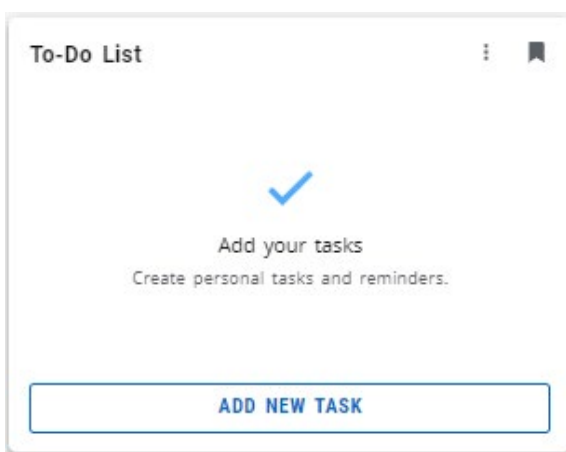 To-Do List
Add your tasks
Create personal tasks and reminders.
ADD NEW TASK